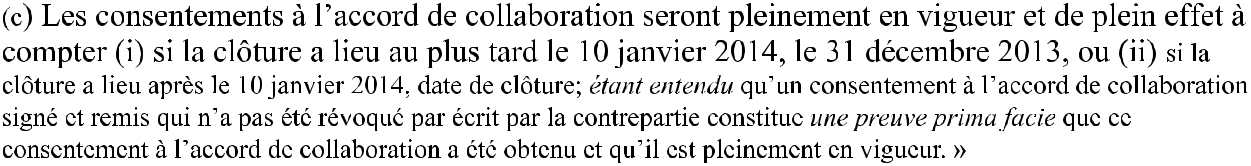 (c) Les consentements à l’accord de collaboration seront pleinement en vigueur et de plein effet à
compter (i) si la clôture a lieu au plus tard le 10 janvier 2014, le 31 décembre 2013, ou (ii) si la
clôture a lieu après le 10 janvier 2014, date de clôture; étant entendu qu’un consentement à l’accord de collaboration
signé et remis qui n’a pas été révoqué par écrit par la contrepartie constitue une preuve prima facie que ce
consentement à l’accord de collaboration a été obtenu et qu’il est pleinement en vigueur. »